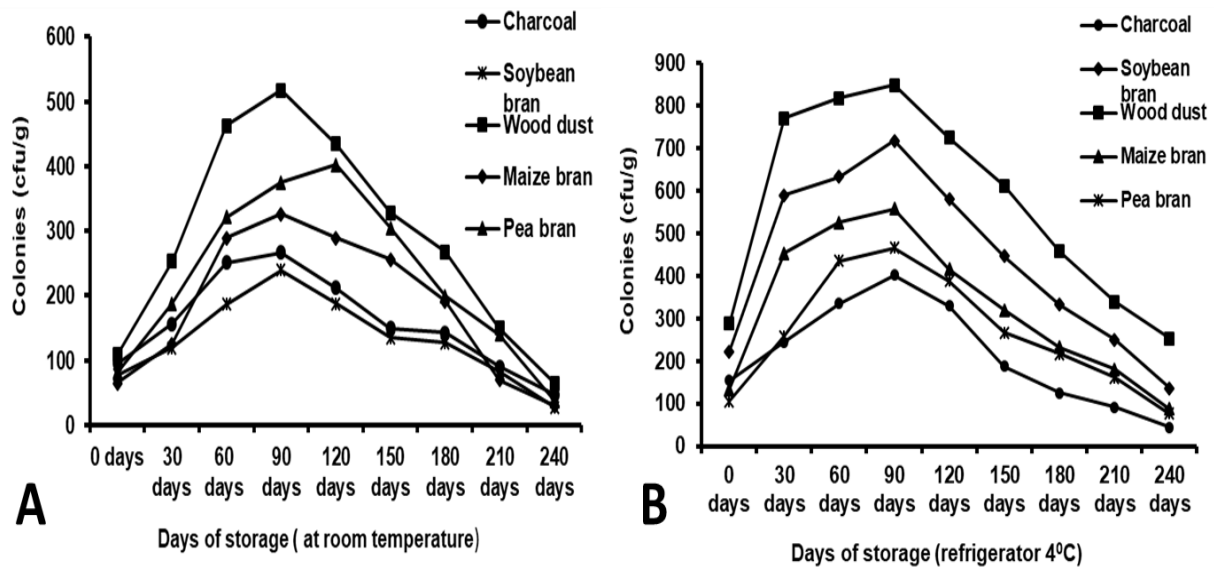 Charcoal
Soybean
bran
Wood dust
Maize bran
Pea bran
Colonies (cfu/g)
600
500
400
300
200
100
0
0 days 30 60 90 120 150 180 210 240
days days days days days days days days
A
Days of storage ( at room temperature)
Charcoal
Soybean
bran
Wood dust
Maize bran
Pea bran
Colonies (cfu/g)
900
800
700
600
500
400
300
200
100
0
0 30 60 90 120 150 180 210 240
days days days days days days days days days
B
Days of storage (refrigerator 4⁰C)